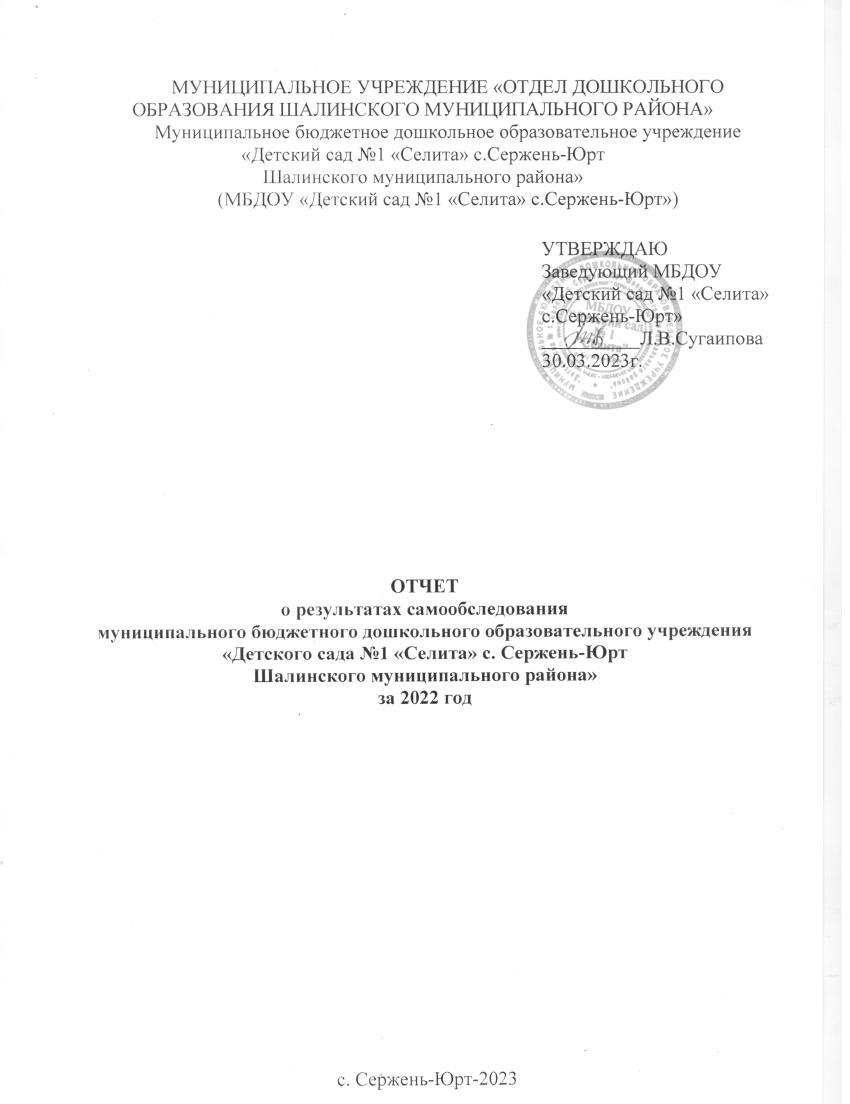 МУНИЦИПАЛЬНОЕ УЧРЕЖДЕНИЕ «ОТДЕЛ ДОШКОЛЬНОГО
ОБРАЗОВАНИЯ ШАЛИНСКОГО МУНИЦИПАЛЬНОГО РАЙОНА»
Муниципальное бюджетное дошкольное образовательное учреждение
«Детский сад №1 «Селита» с.Сержень-Юрт
Шалинского муниципального района»
(МБДОУ «Детский сад №1 «Селита» с.Сержень-Юрт»)
УТВЕРЖДАЮ
Заведующий МБДОУ
«Детский сад №1 «Селита»
с.Сержень-Юрт»
__________Л.В.Сугаипова
30.03.2023г.
ОТЧЕТ
о результатах самообследования
муниципального бюджетного дошкольного образовательного учреждения
«Детского сада №1 «Селита» с. Сержень-Юрт
Шалинского муниципального района»
за 2022 год
с. Сержень-Юрт-2023